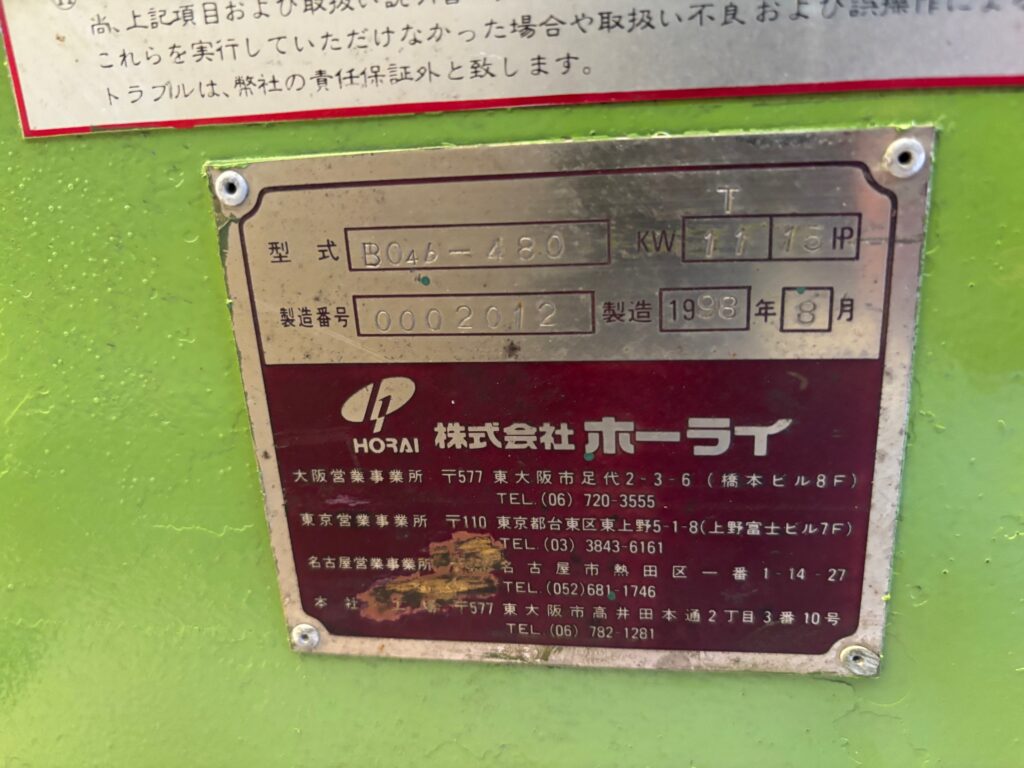 尚、上記項目および取扱い説
これらを実行していただけなかった場合や取扱い不良および誤操作による
トラブルは、弊社の責任保証外と致します。
T
型式 BO46-480 KW 11 15 HP
製造番号 0002012 製造 1998年 8月
HORAI 株式会社 ホーライ
大阪営業事業所 〒577 東大阪市足代2-3-6 (橋本ビル8F)
TEL.(06) 720-3555
東京営業事業所 〒110 東京都台東区東上野5-1-8(上野富士ビル7F)
TEL.(03) 3843-6161
名古屋営業事業所 名古屋市熱田区一番1-14-27
TEL.(052)681-1746
本社 〒577 東大阪市高井田本通2丁目3番10号
TEL.(06) 782-1281